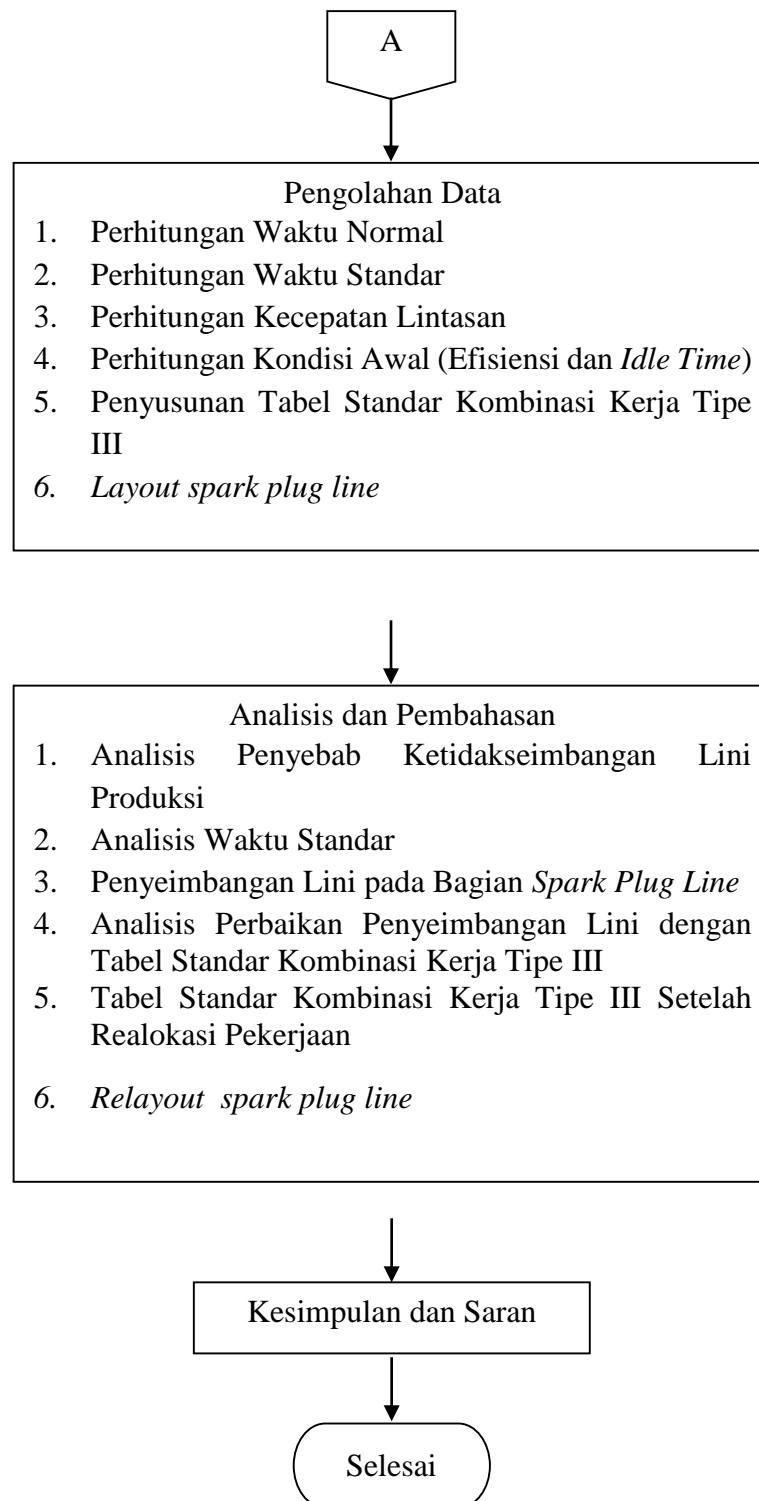 A
Pengolahan Data
1. Perhitungan Waktu Normal
2. Perhitungan Waktu Standar
3. Perhitungan Kecepatan Lintasan
4. Perhitungan Kondisi Awal (Efisiensi dan Idle Time)
5. Penyusunan Tabel Standar Kombinasi Kerja Tipe
III
6. Layout spark plug line
Analisis dan Pembahasan
1. Analisis Penyebab Ketidakseimbangan Lini
Produksi
2. Analisis Waktu Standar
3. Penyeimbangan Lini pada Bagian Spark Plug Line
4. Analisis Perbaikan Penyeimbangan Lini dengan
Tabel Standar Kombinasi Kerja Tipe III
5. Tabel Standar Kombinasi Kerja Tipe III Setelah
Realokasi Pekerjaan
6. Relayout spark plug line
Kesimpulan dan Saran
Selesai